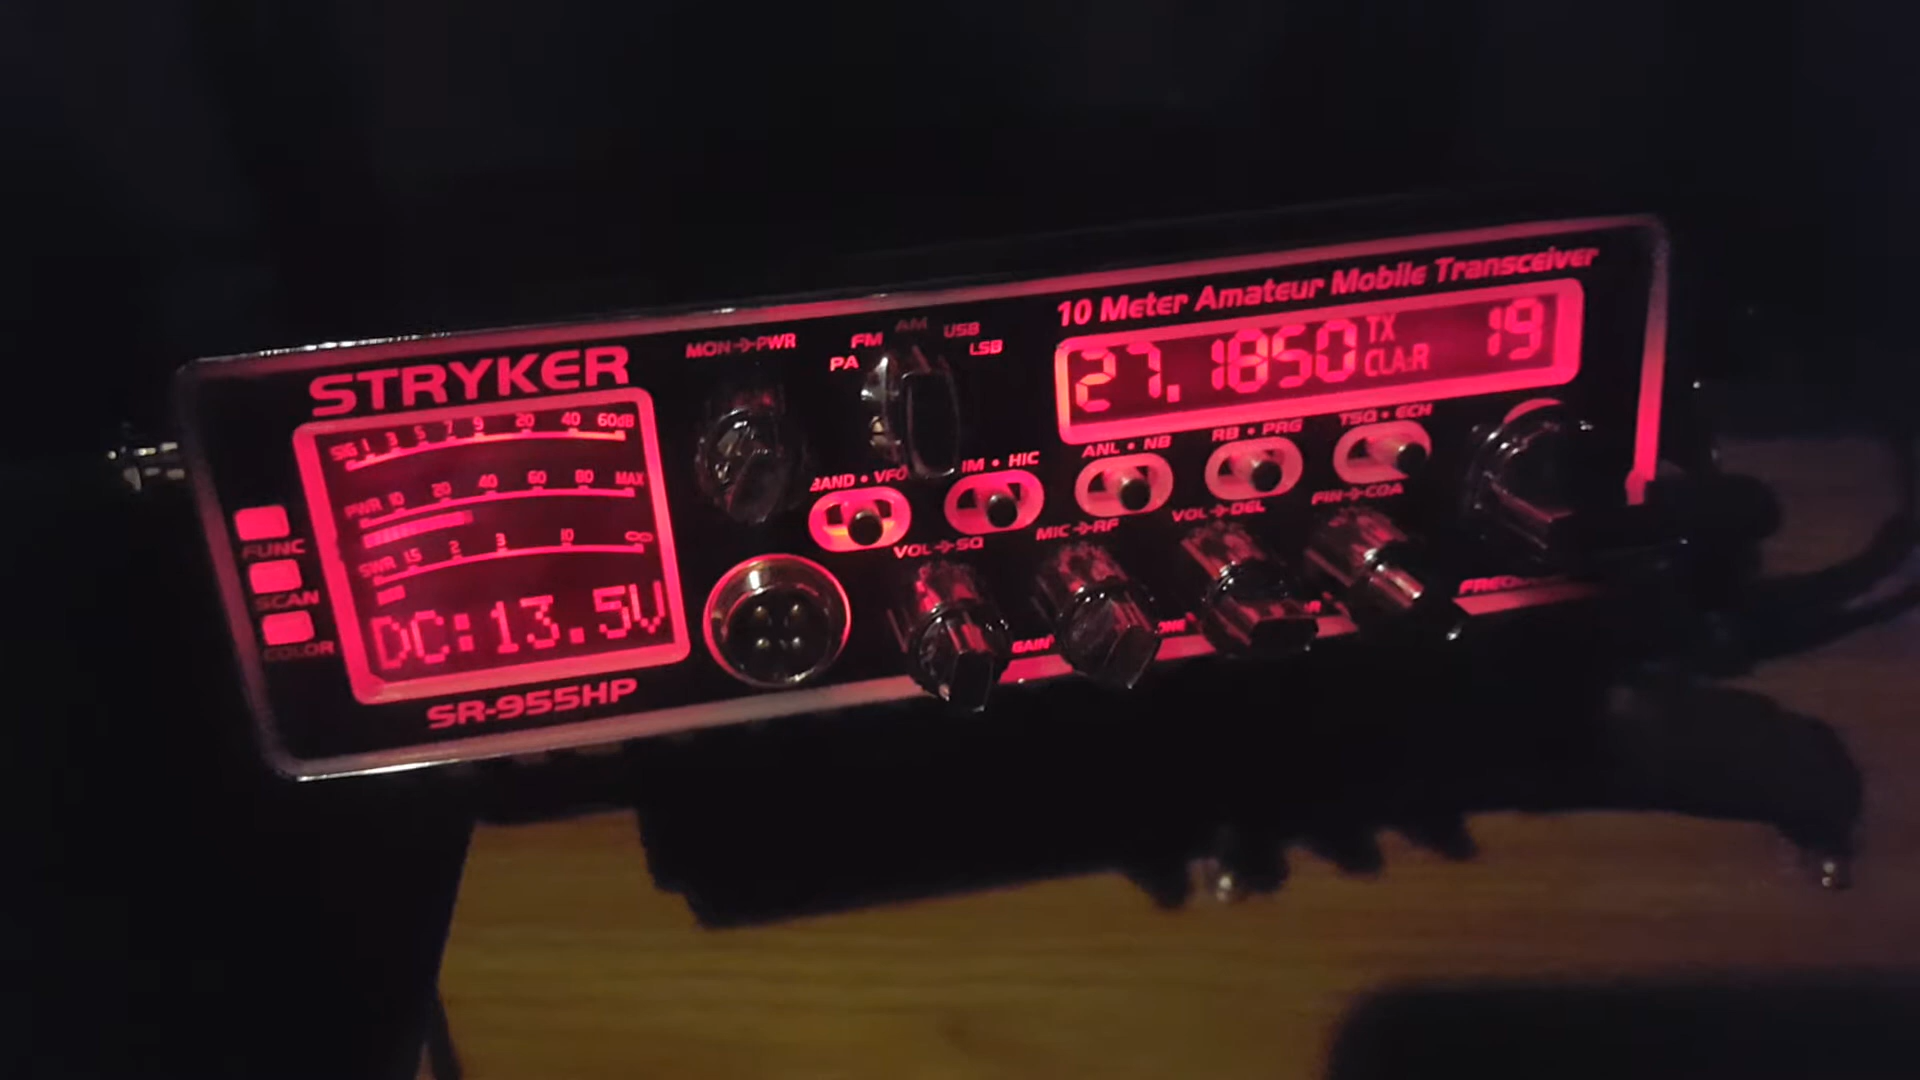 STRYKER
SIG 1 3 5 7 9 20 40 60dB
PWR 10 20 40 60 80 MAX
SWR 1.5 2 3 10 ∞
DC:13.5V
FUNC
SCAN
COLOR
SR-955HP
MON→PWR
PA FM AM USB LSB
10 Meter Amateur Mobile Transceiver
27.1850 TX CLAR 19
BAND • VFO
HIC
ANL • NB
RB • PRG
TSQ • ECH
VOL→SQ
MIC→RF
VOL→DEL
FIN→COA
GAIN